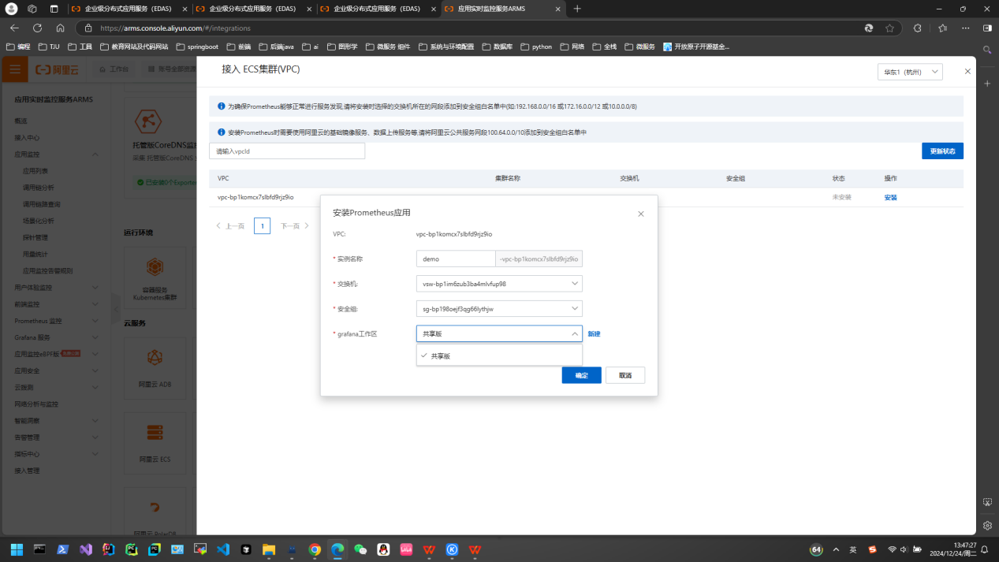 企业级分布式应用服务（EDAS）
企业级分布式应用服务（EDAS）
企业级分布式应用服务（EDAS）
应用实时监控服务ARMS
https://arms.console.aliyun.com/#/integrations
编程 TJU 工具 教育网站及代码网站 springboot 前端 后端java ai 图形学 微服务 组件 系统与环境配置 数据库 python 网络 全栈 微服务 开放原子开源基金...
阿里云 工作台 账号全部资源
应用实时监控服务ARMS
概览
接入中心
应用监控
应用列表
调用链分析
调用链路查询
场景化分析
探针管理
用量统计
应用监控告警规则
用户体验监控
前端监控
Prometheus 监控
Grafana 服务
应用监控eBPF版
应用安全
云拨测
网络分析与监控
智能洞察
告警管理
指标中心
接入管理
托管版CoreDNS监控
采集 托管版CoreDNS
已安装0个Exporter
运行环境
容器服务
Kubernetes集群
云服务
阿里云 ADB
阿里云 ECS
阿里云 PolarDB
接入 ECS集群(VPC)
华东1（杭州）
为确保Prometheus能够正常进行服务发现,请将安装时选择的交换机所在的网段添加到安全组白名单中(如:192.168.0.0/16 或172.16.0.0/12 或10.0.0.0/8)
安装Prometheus时需要使用阿里云的基础镜像服务、数据上传服务等,请将阿里云公共服务网段100.64.0.0/10添加到安全组白名单中
请输入vpcId
更新状态
VPC 集群名称 交换机 安全组 状态 操作
vpc-bp1komcx7slbfd9rjz9io 未安装 安装
上一页 1 下一页
安装Prometheus应用
VPC: vpc-bp1komcx7slbfd9rjz9io
* 实例名称 demo -vpc-bp1komcx7slbfd9rjz9io
* 交换机: vsw-bp1im6zub3ba4mlvfup98
* 安全组: sg-bp198oejf3qg66lythjw
* grafana工作区 共享版 新建
共享版
确定 取消
64
英
13:47:27
2024/12/24/周二